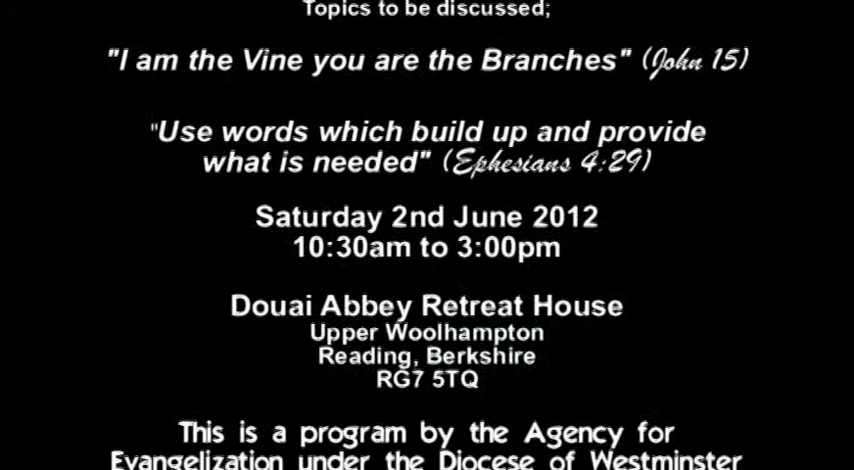 Topics to be discussed;
"I am the Vine you are the Branches" (John 15)
"Use words which build up and provide
what is needed" (Ephesians 4:29)
Saturday 2nd June 2012
10:30am to 3:00pm
Douai Abbey Retreat House
Upper Woolhampton
Reading, Berkshire
RG7 5TQ
This is a program by the Agency for
Evangelization under the Diocese of Westminster